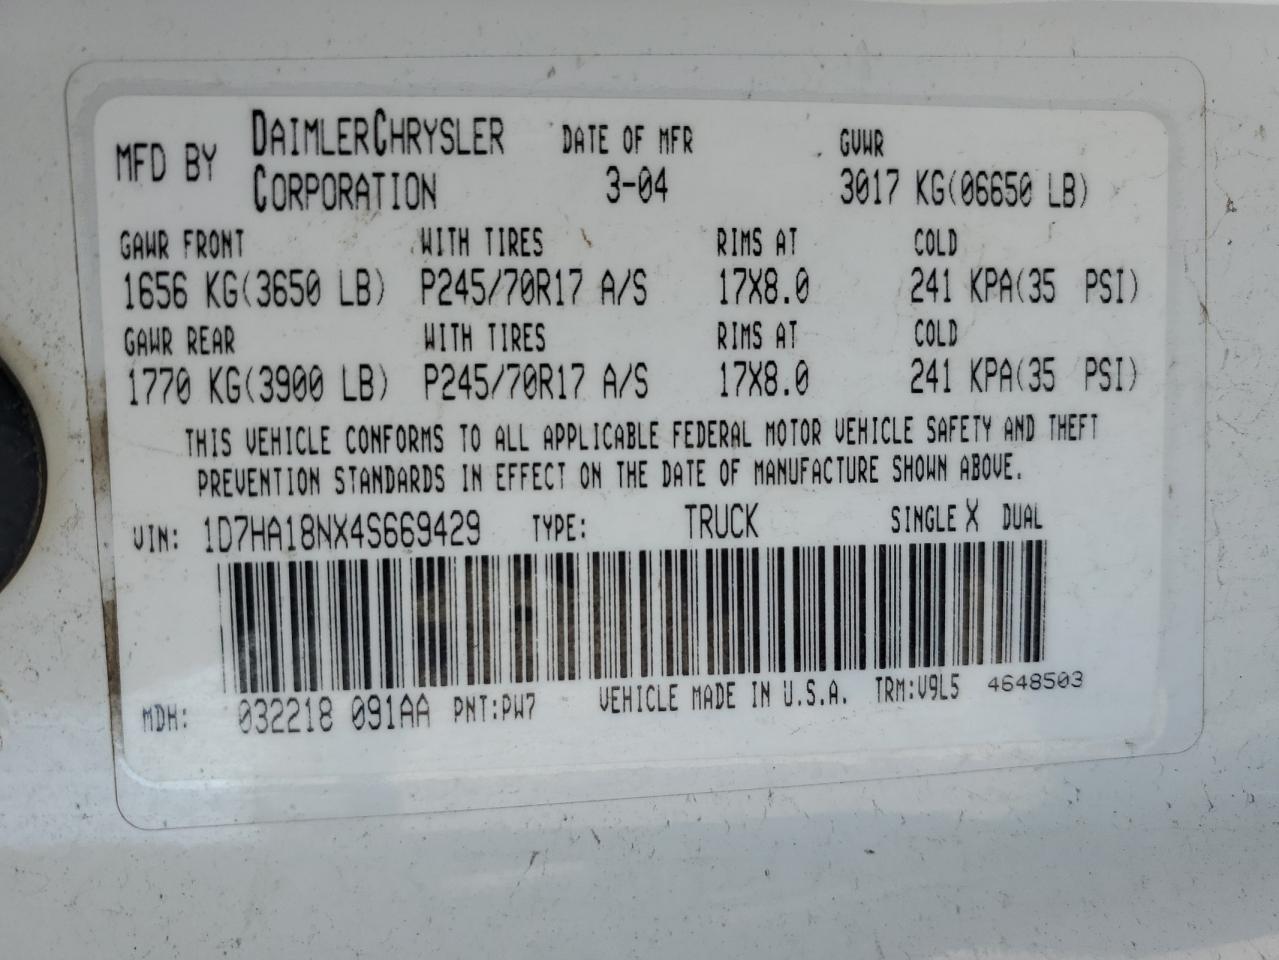 MFD BY DAIMLERCHRYSLER CORPORATION DATE OF MFR 3-04 GVWR 3017 KG(06650 LB)
GAWR FRONT WITH TIRES RIMS AT COLD
1656 KG(3650 LB) P245/70R17 A/S 17X8.0 241 KPA(35 PSI)
GAWR REAR WITH TIRES RIMS AT COLD
1770 KG(3900 LB) P245/70R17 A/S 17X8.0 241 KPA(35 PSI)
THIS VEHICLE CONFORMS TO ALL APPLICABLE FEDERAL MOTOR VEHICLE SAFETY AND THEFT
PREVENTION STANDARDS IN EFFECT ON THE DATE OF MANUFACTURE SHOWN ABOVE.
VIN: 1D7HA18NX4S669429 TYPE: TRUCK SINGLE X DUAL
MDH: 032218 091AA PNT:PW7 VEHICLE MADE IN U.S.A. TRM:V9L5 4648503